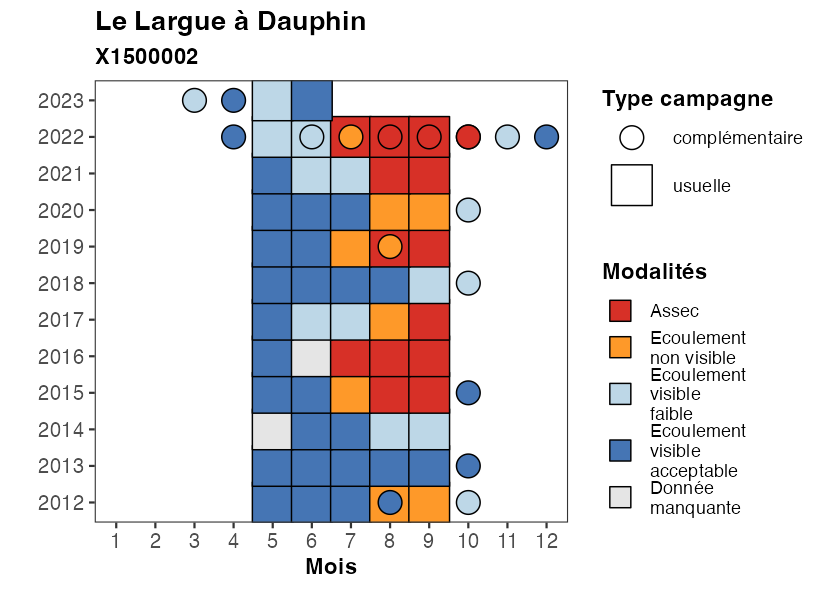 Le Largue à Dauphin
X1500002
2023
2022
2021
2020
2019
2018
2017
2016
2015
2014
2013
2012
1 2 3 4 5 6 7 8 9 10 11 12
Mois
Type campagne
complémentaire
usuelle
Modalités
Assec
Ecoulement
non visible
Ecoulement
visible
faible
Ecoulement
visible
acceptable
Donnée
manquante